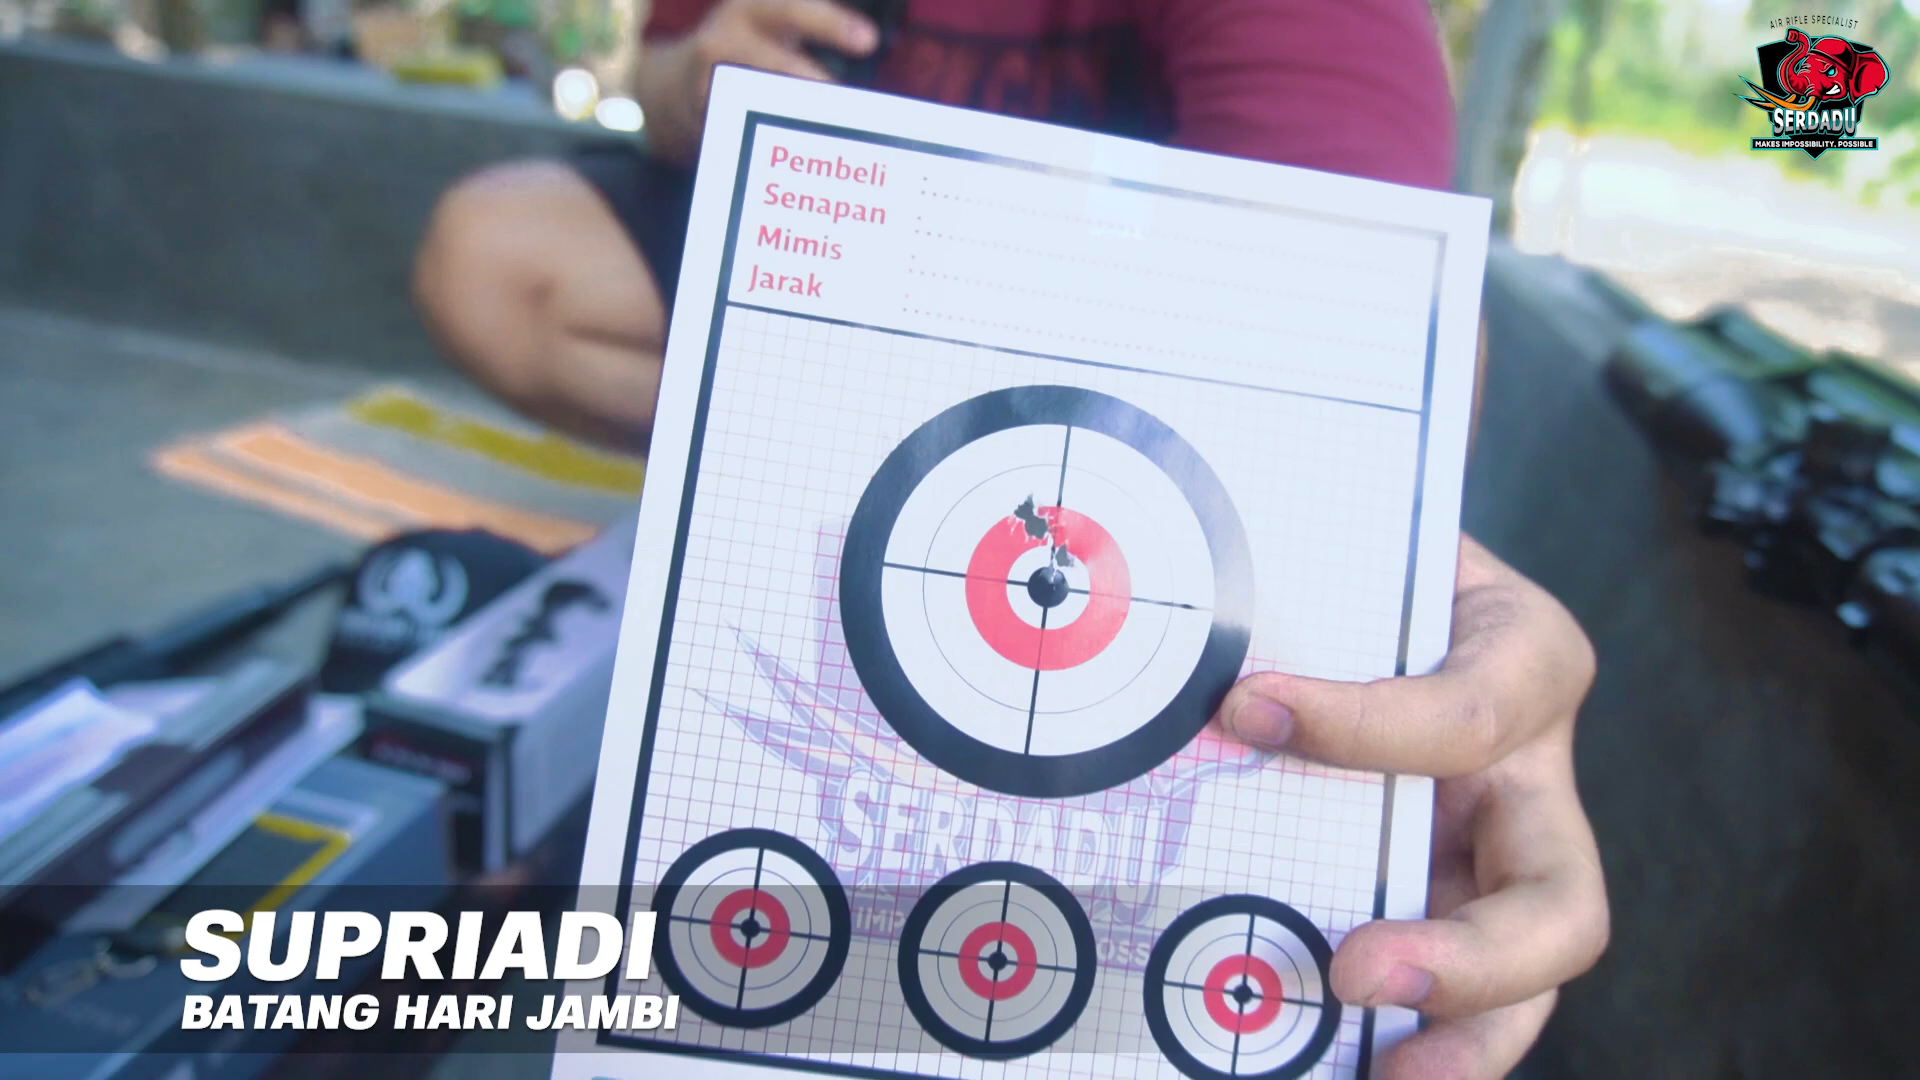 AIR RIFLE SPECIALIST
SERDADU
MAKES IMPOSSIBILITY, POSSIBLE
Pembeli :
Senapan :
Mimis :
Jarak :
SERDADU
SUPRIADI
BATANG HARI JAMBI